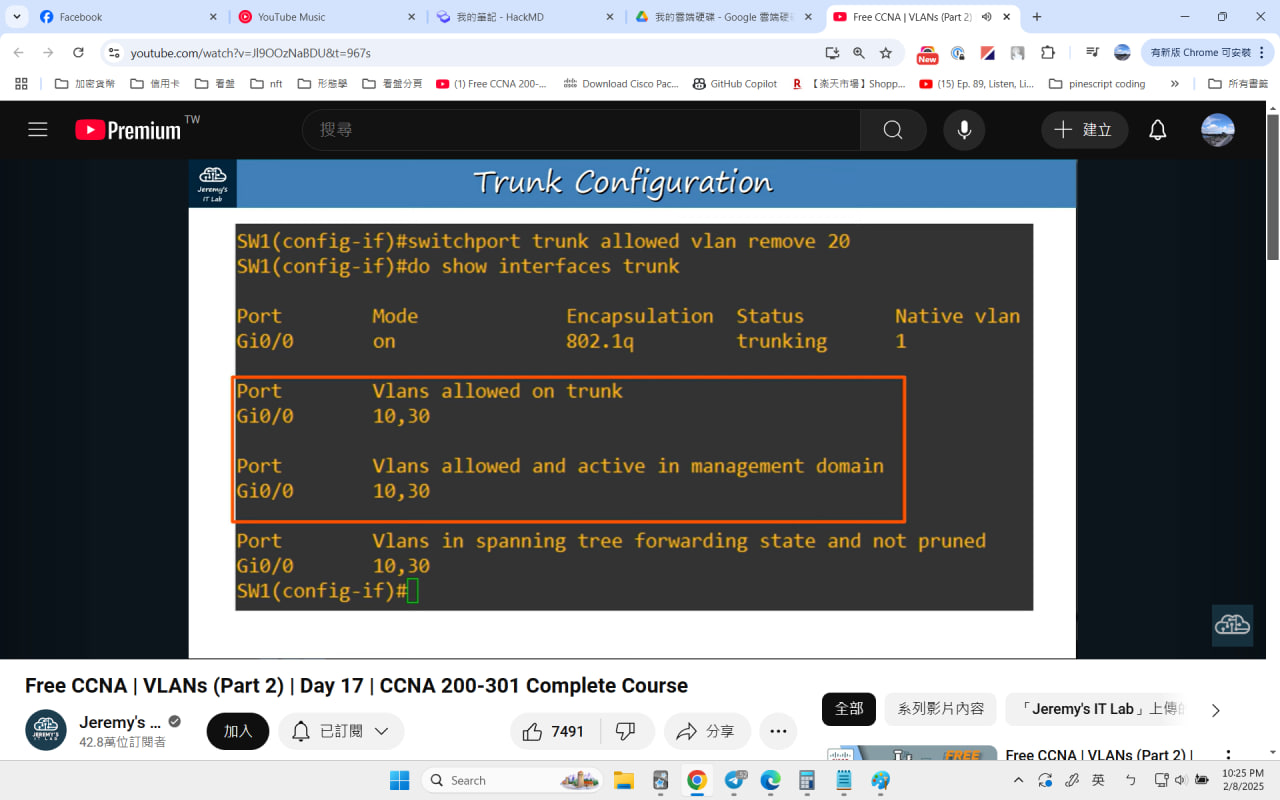 Facebook
YouTube Music
我的筆記 - HackMD
我的雲端硬碟 - Google 雲端硬碟
Free CCNA | VLANs (Part 2)
youtube.com/watch?v=Jl9OOzNaBDU&t=967s
New
有新版 Chrome 可安裝
加密貨幣
信用卡
看盤
nft
形態學
看盤分頁
(1) Free CCNA 200-...
Download Cisco Pac...
GitHub Copilot
【楽天市場】Shopp...
(15) Ep. 89, Listen, Li...
pinescript coding
所有書籤
Premium TW
搜尋
建立
Jeremy's
IT Lab
Trunk Configuration
SW1(config-if)#switchport trunk allowed vlan remove 20
SW1(config-if)#do show interfaces trunk
Port Mode Encapsulation Status Native vlan
Gi0/0 on 802.1q trunking 1
Port Vlans allowed on trunk
Gi0/0 10,30
Port Vlans allowed and active in management domain
Gi0/0 10,30
Port Vlans in spanning tree forwarding state and not pruned
Gi0/0 10,30
SW1(config-if)#
Free CCNA | VLANs (Part 2) | Day 17 | CCNA 200-301 Complete Course
Jeremy's ...
42.8萬位訂閱者
加入
已訂閱
7491
分享
全部
系列影片內容
「Jeremy's IT Lab」上傳的
Free CCNA | VLANs (Part 2) |
Search
英
10:25 PM
2/8/2025